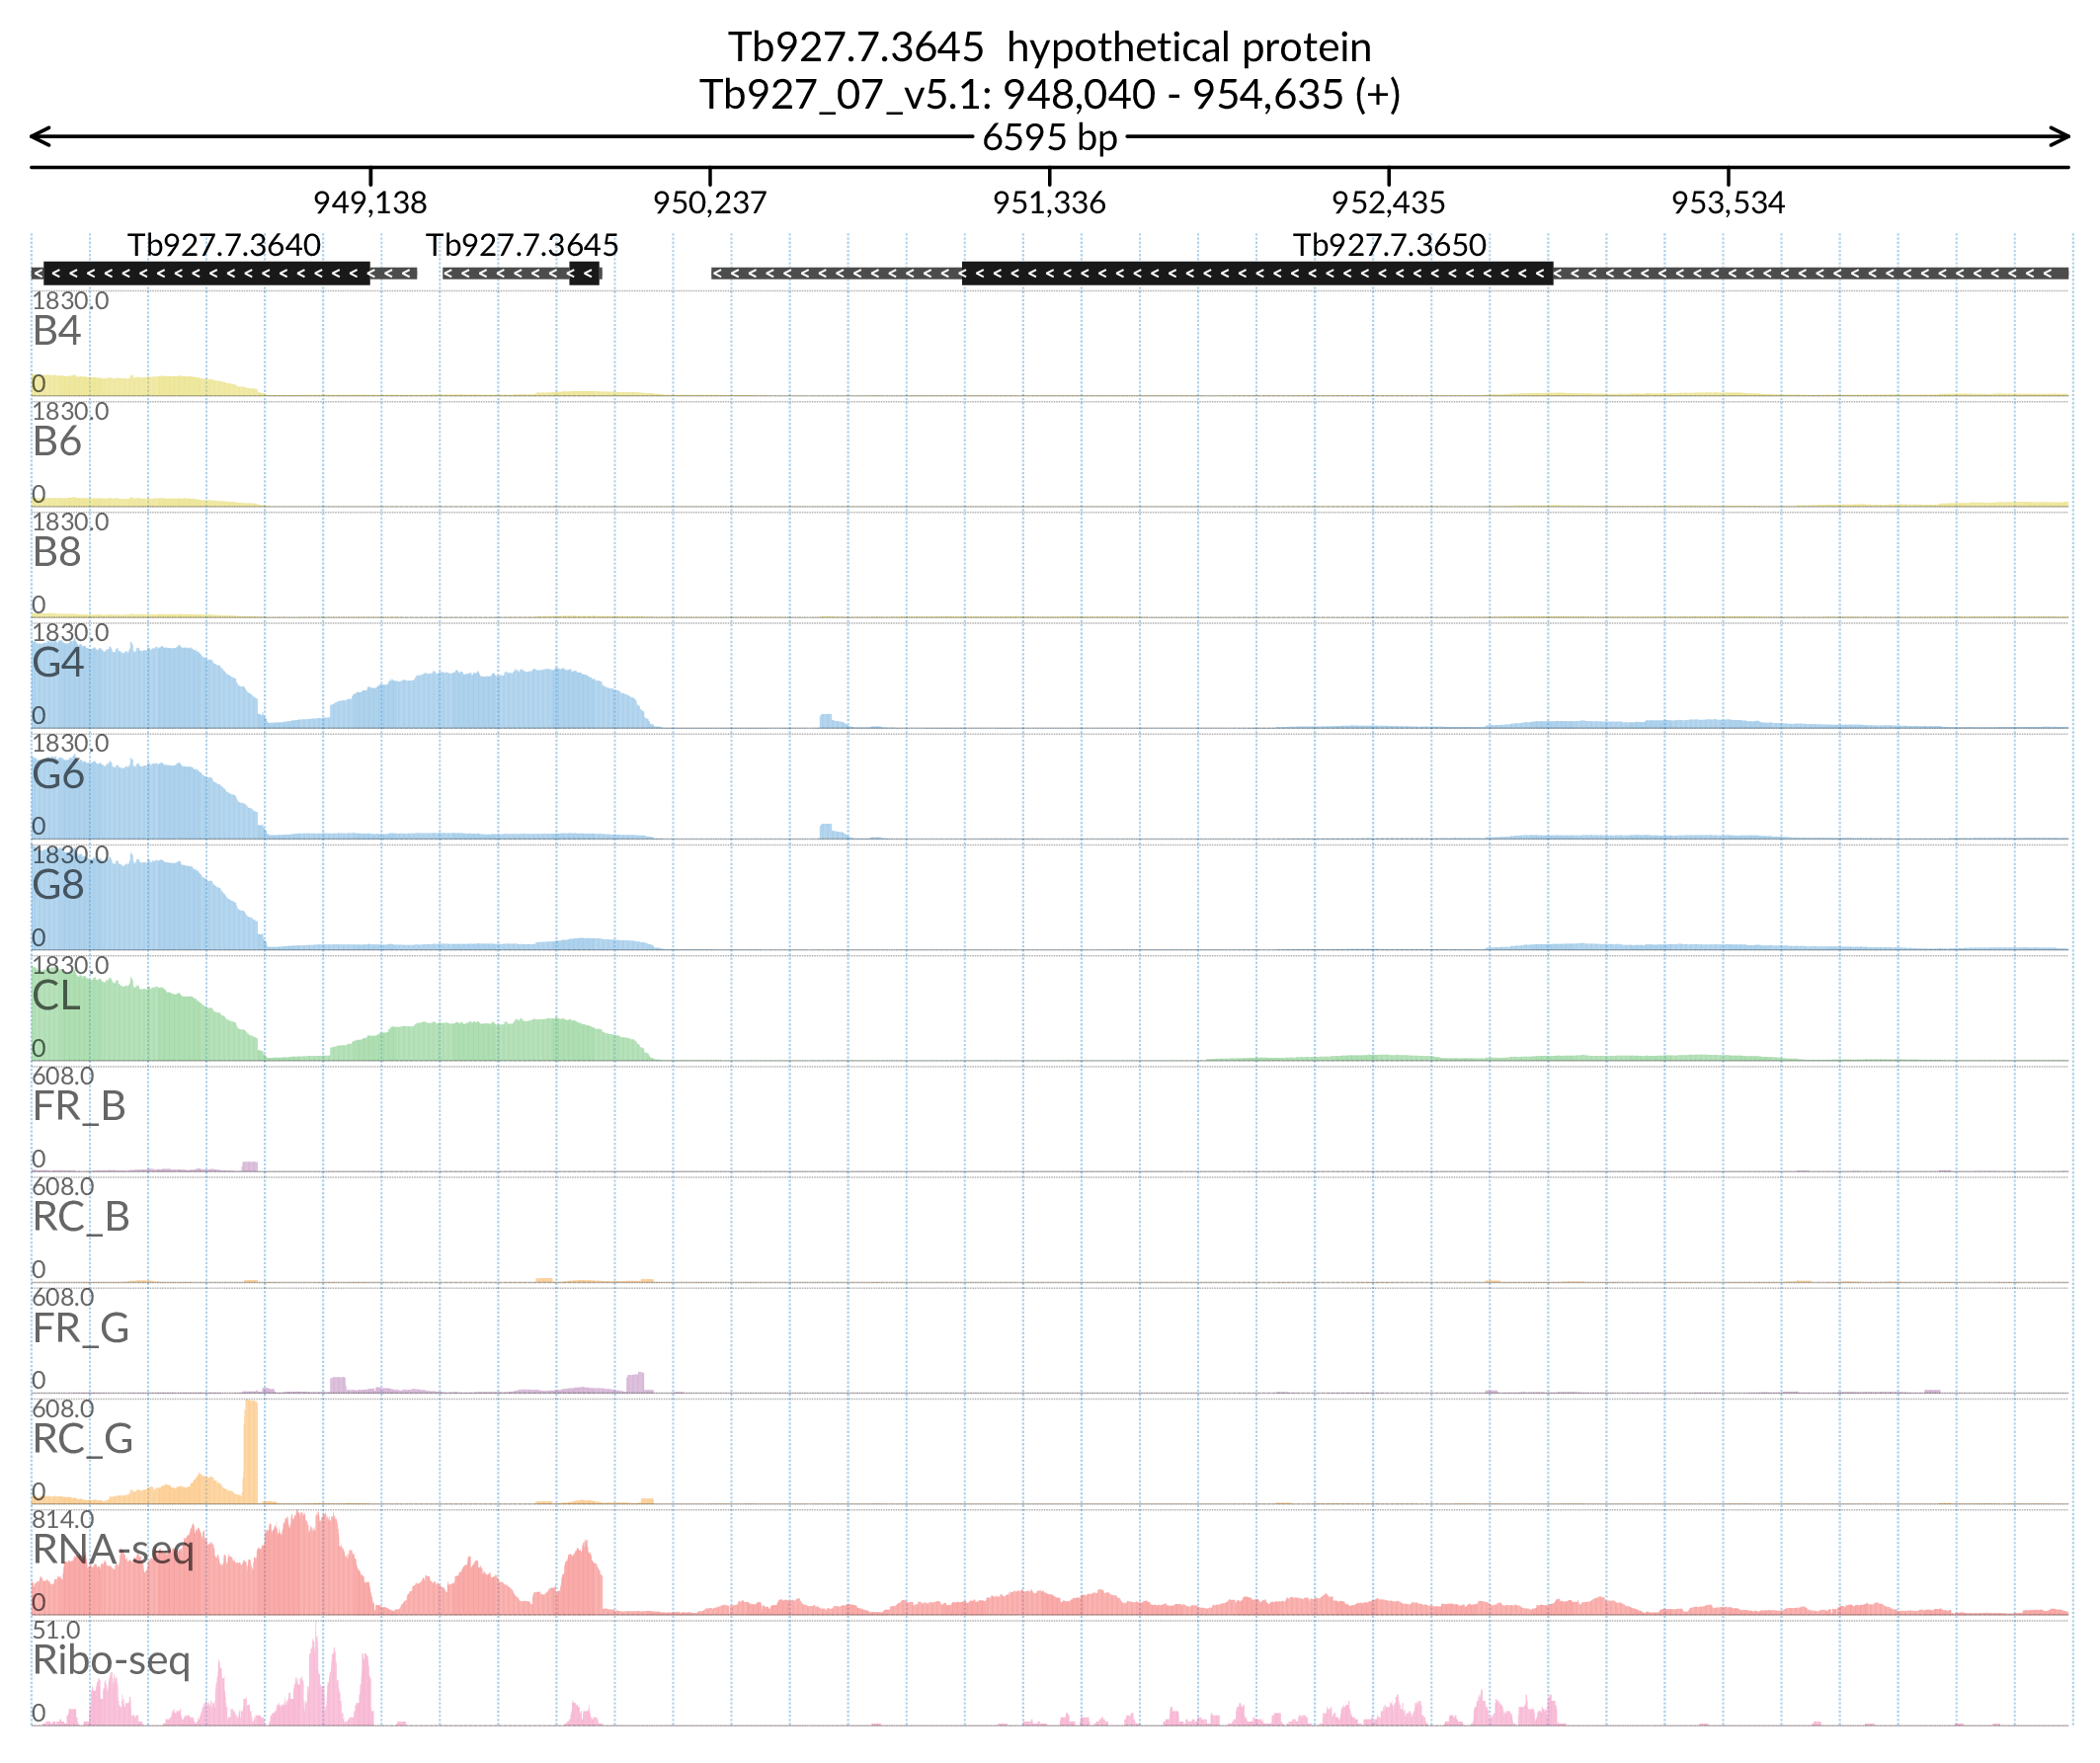 Tb927.7.3645 hypothetical protein
Tb927_07_v5.1: 948,040 - 954,635 (+)
6595 bp
949,138 950,237 951,336 952,435 953,534
Tb927.7.3640 Tb927.7.3645 Tb927.7.3650
1830.0
B4
0
1830.0
B6
0
1830.0
B8
0
1830.0
G4
0
1830.0
G6
0
1830.0
G8
0
1830.0
CL
0
608.0
FR_B
0
608.0
RC_B
0
608.0
FR_G
0
608.0
RC_G
0
814.0
RNA-seq
0
51.0
Ribo-seq
0